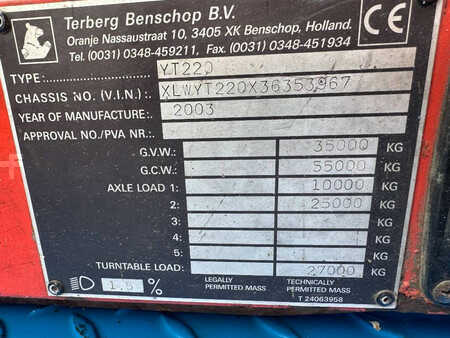 Terberg Benschop B.V.
Oranje Nassaustraat 10, 3405 XK Benschop, Holland.
Tel. (0031) 0348-459211, Fax. (0031) 0348-451934
CE
TYPE: YT220
CHASSIS NO. (V.I.N.): XLWYT220X36353967
YEAR OF MANUFACTURE: 2003
APPROVAL NO./PVA NR.:
G.V.W.: 35000 KG
G.C.W.: 55000 KG
AXLE LOAD 1: 10000 KG
2: 25000 KG
3: KG
4: KG
5: KG
TURNTABLE LOAD: 27000 KG
1.5 %
LEGALLY PERMITTED MASS
TECHNICALLY PERMITTED MASS
T 24063958